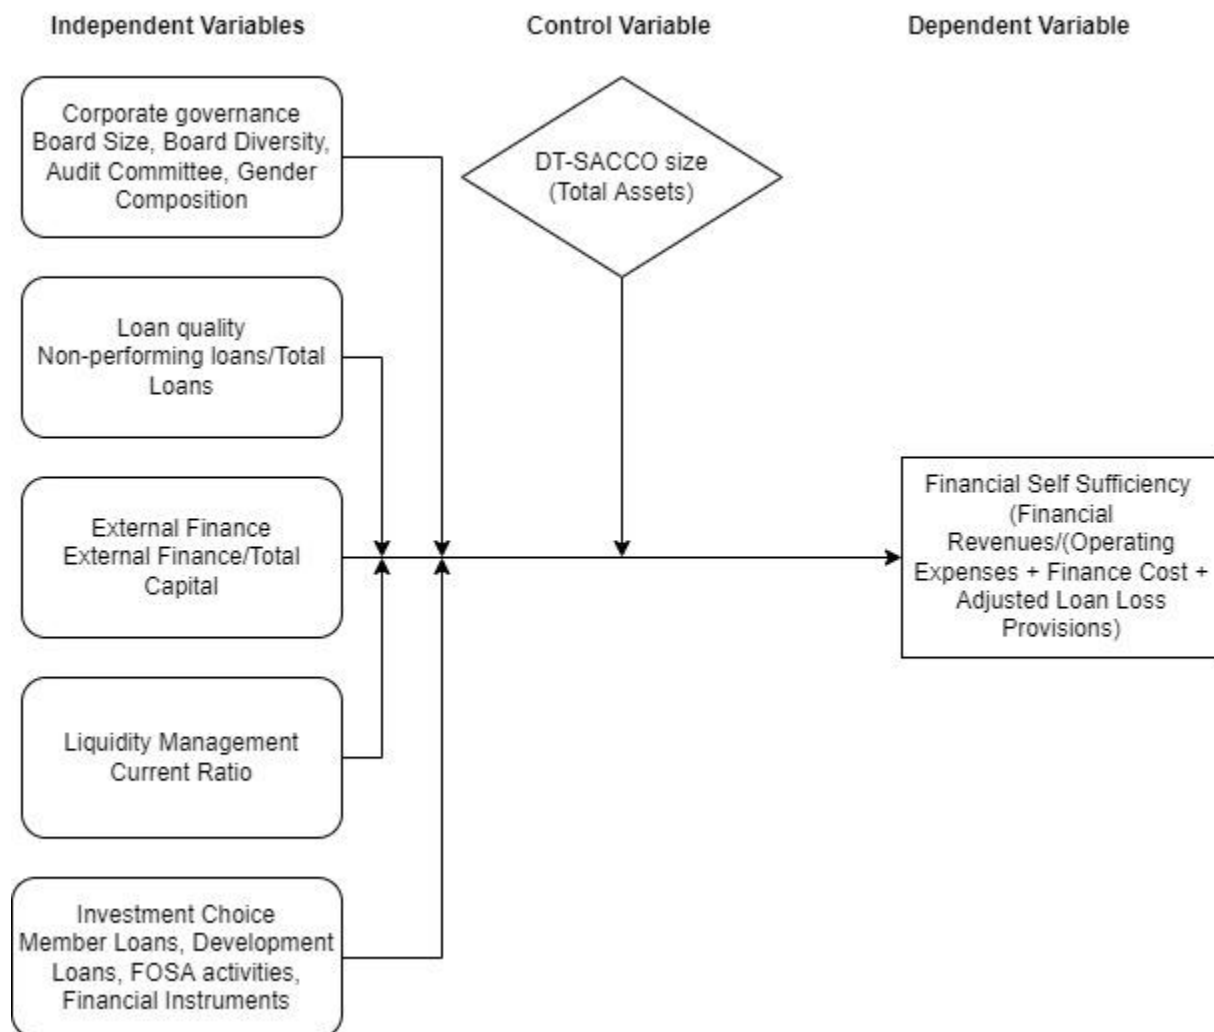 Independent Variables
Control Variable
Dependent Variable
Corporate governance
Board Size, Board Diversity,
Audit Committee, Gender
Composition
DT-SACCO size
(Total Assets)
Loan quality
Non-performing loans/Total
Loans
External Finance
External Finance/Total
Capital
Financial Self Sufficiency
(Financial
Revenues/(Operating
Expenses + Finance Cost +
Adjusted Loan Loss
Provisions)
Liquidity Management
Current Ratio
Investment Choice
Member Loans, Development
Loans, FOSA activities,
Financial Instruments